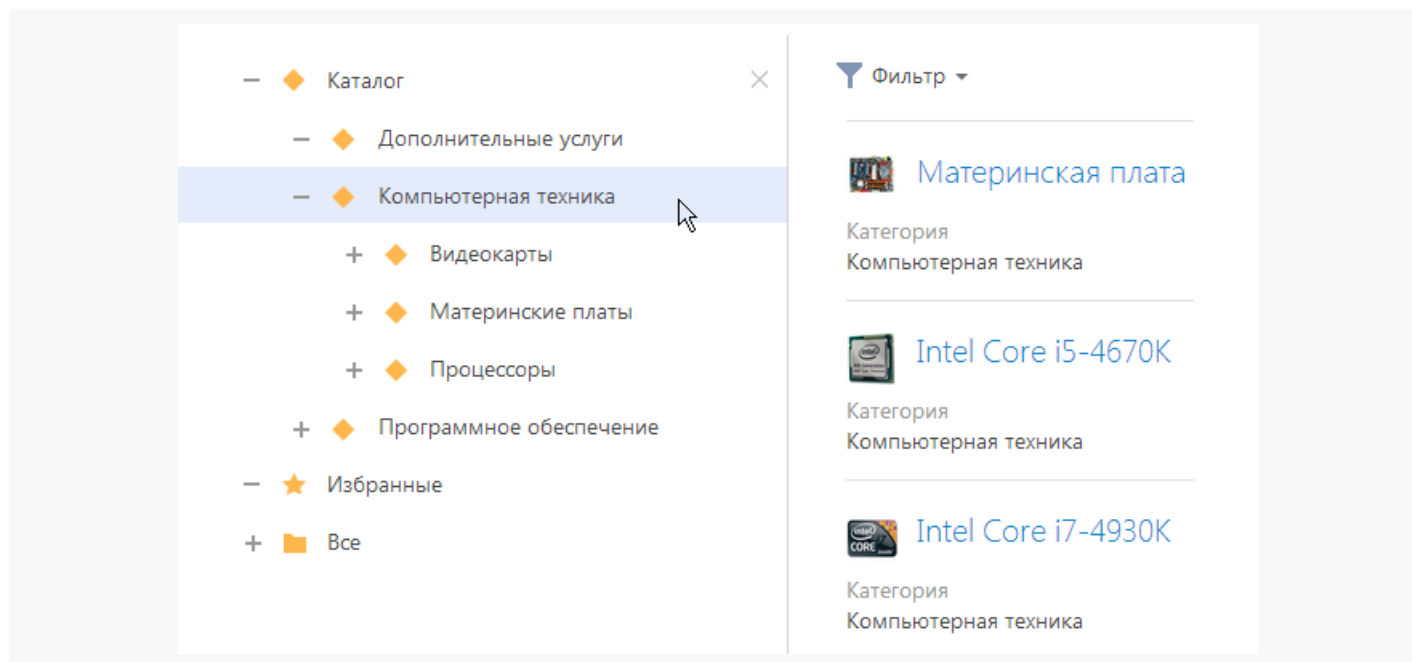 Каталог
Дополнительные услуги
Компьютерная техника
Видеокарты
Материнские платы
Процессоры
Программное обеспечение
Избранные
Все
Фильтр
Материнская плата
Категория
Компьютерная техника
Intel Core i5-4670K
Категория
Компьютерная техника
Intel Core i7-4930K
Категория
Компьютерная техника